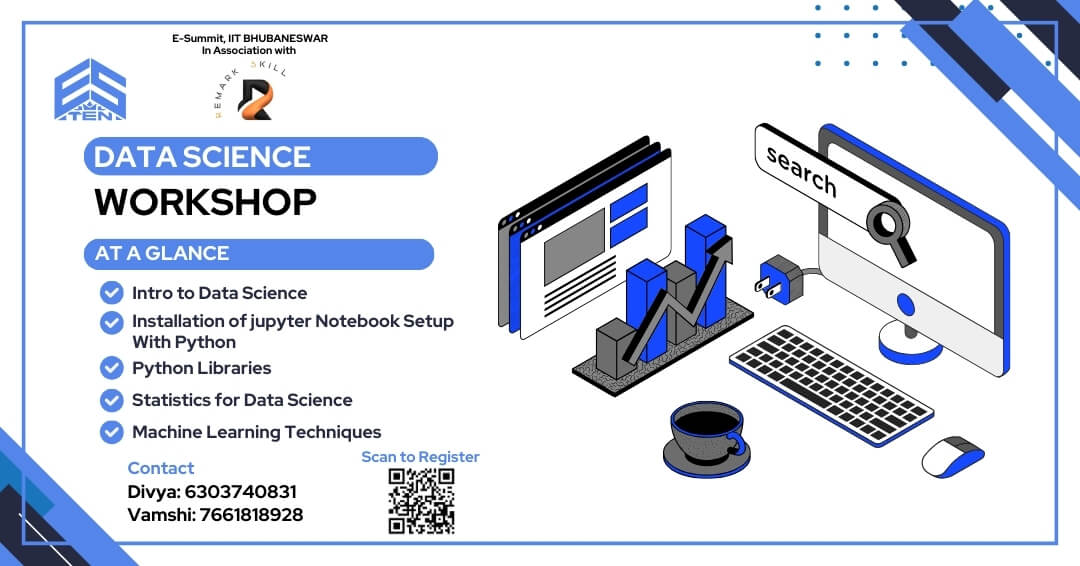 E-Summit, IIT BHUBANESWAR
In Association with
REMARK SKILL
ES
TEN
DATA SCIENCE
WORKSHOP
AT A GLANCE
Intro to Data Science
Installation of jupyter Notebook Setup
With Python
Python Libraries
Statistics for Data Science
Machine Learning Techniques
Contact
Divya: 6303740831
Vamshi: 7661818928
Scan to Register
search